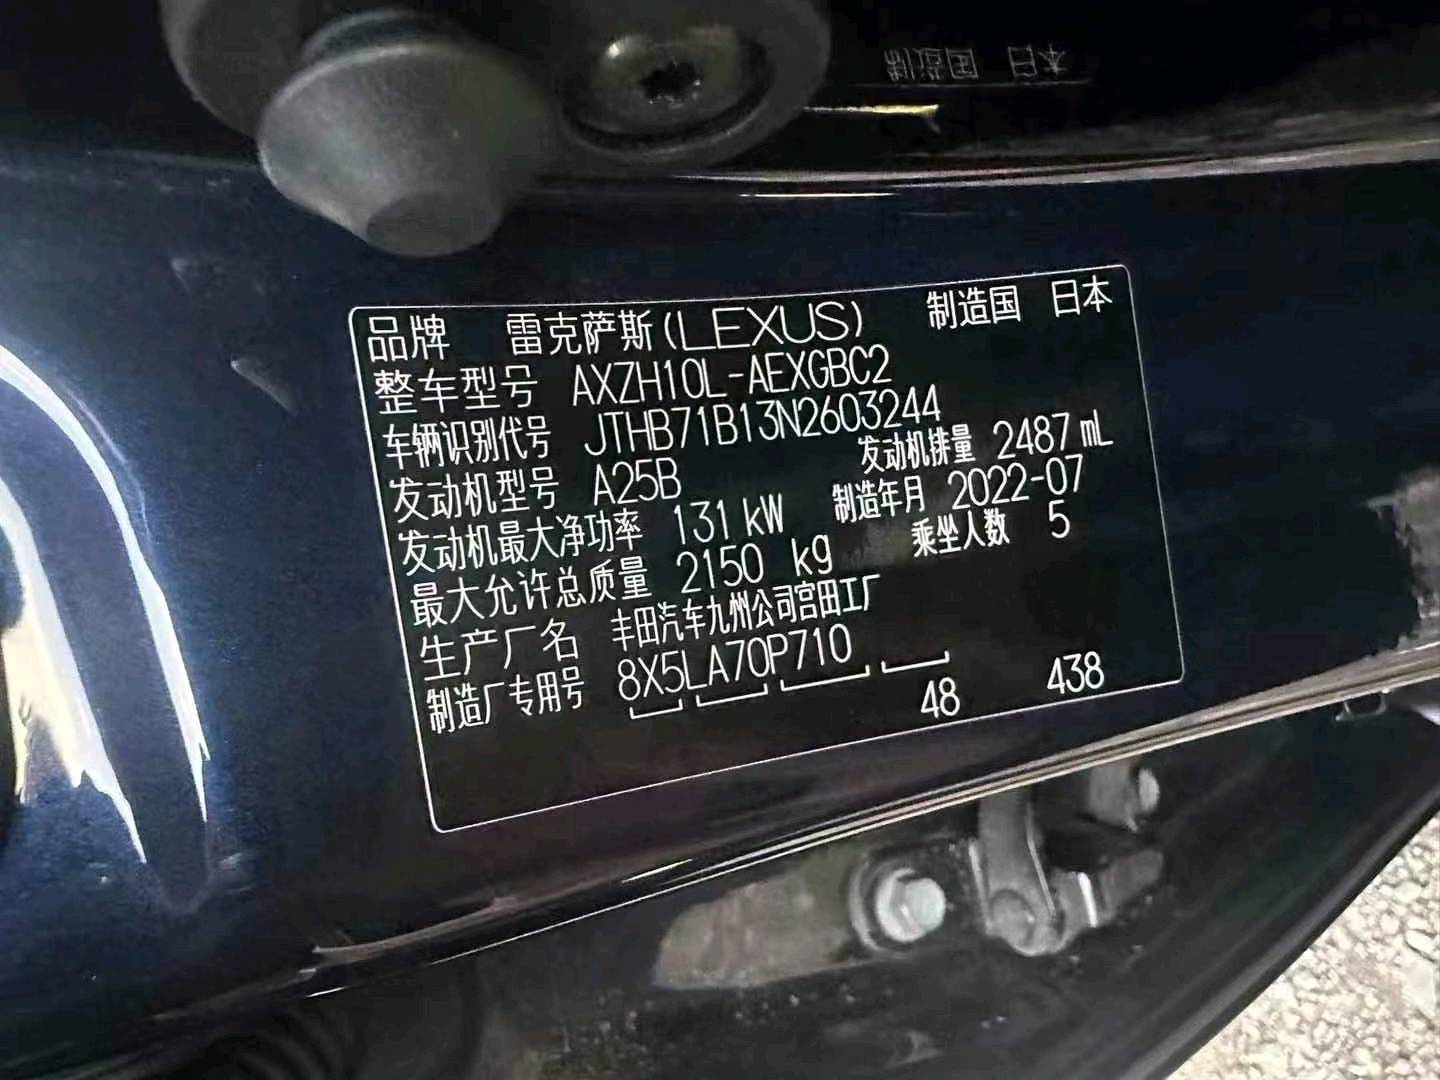 品牌 雷克萨斯(LEXUS) 制造国 日本
整车型号 AXZH10L-AEXGBC2
车辆识别代号 JTHB71B13N2603244
发动机型号 A25B 发动机排量 2487 mL
发动机最大净功率 131 kW 制造年月 2022-07
最大允许总质量 2150 kg 乘坐人数 5
生产厂名 丰田汽车九州公司宫田工厂
制造厂专用号 8X5LA70P710
48 438